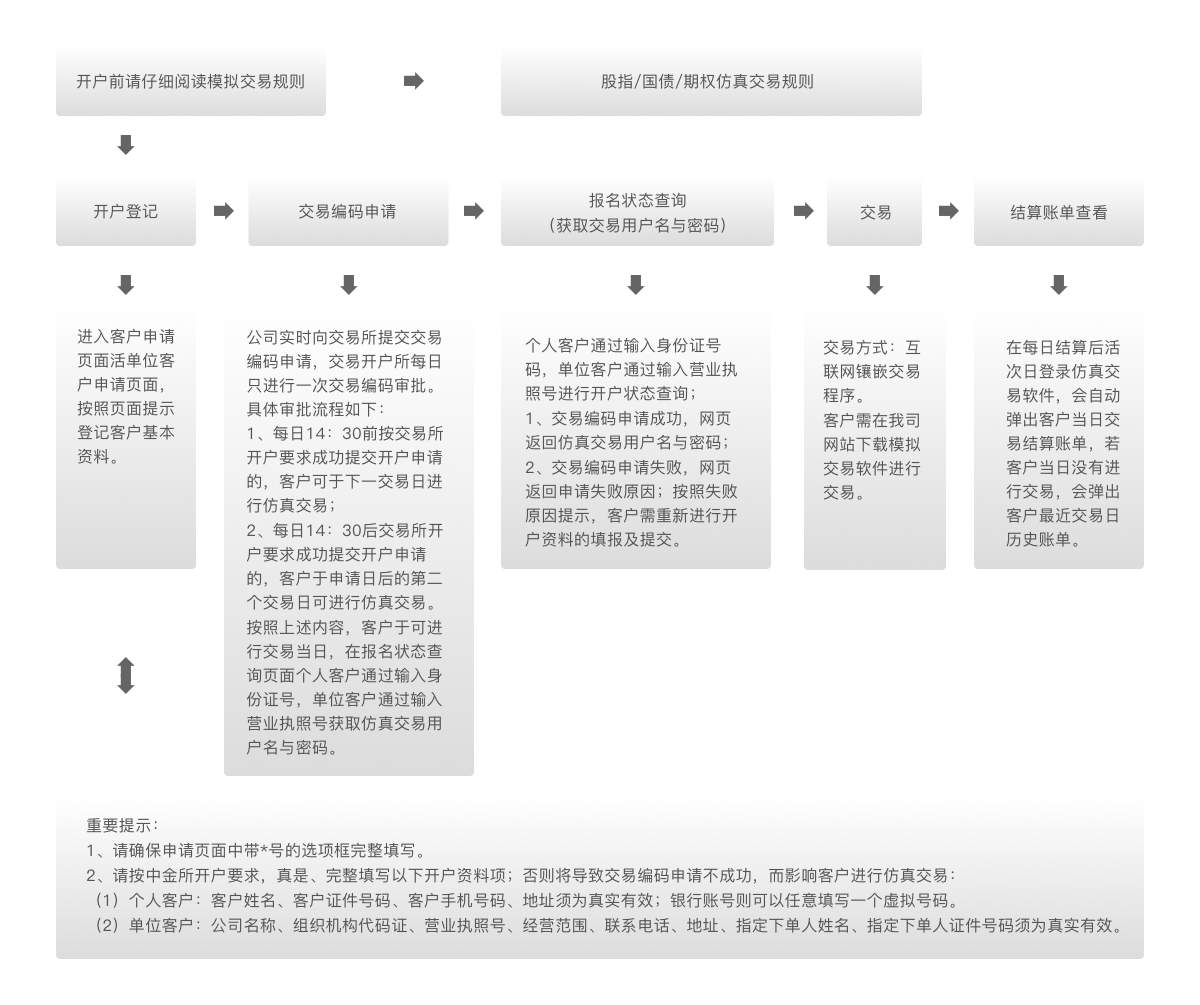 开户前请仔细阅读模拟交易规则
股指/国债/期权仿真交易规则
开户登记
交易编码申请
报名状态查询
（获取交易用户名与密码）
交易
结算账单查看
进入客户申请
页面活单位客
户申请页面，
按照页面提示
登记客户基本
资料。
公司实时向交易所提交交易
编码申请，交易开户所每日
只进行一次交易编码审批。
具体审批流程如下：
1、每日14：30前按交易所
开户要求成功提交开户申请
的，客户可于下一交易日进
行仿真交易；
2、每日14：30后交易所开
户要求成功提交开户申请
的，客户于申请日后的第二
个交易日可进行仿真交易。
按照上述内容，客户于可进
行交易当日，在报名状态查
询页面个人客户通过输入身
份证号，单位客户通过输入
营业执照号获取仿真交易用
户名与密码。
个人客户通过输入身份证号
码，单位客户通过输入营业执
照号进行开户状态查询；
1、交易编码申请成功，网页
返回仿真交易用户名与密码；
2、交易编码申请失败，网页
返回申请失败原因；按照失败
原因提示，客户需重新进行开
户资料的填报及提交。
交易方式：互
联网镶嵌交易
程序。
客户需在我司
网站下载模拟
交易软件进行
交易。
在每日结算后活
次日登录仿真交
易软件，会自动
弹出客户当日交
易结算账单，若
客户当日没有进
行交易，会弹出
客户最近交易日
历史账单。
重要提示：
1、请确保申请页面中带*号的选项框完整填写。
2、请按中金所开户要求，真是、完整填写以下开户资料项；否则将导致交易编码申请不成功，而影响客户进行仿真交易：
（1）个人客户：客户姓名、客户证件号码、客户手机号码、地址须为真实有效；银行账号则可以任意填写一个虚拟号码。
（2）单位客户：公司名称、组织机构代码证、营业执照号、经营范围、联系电话、地址、指定下单人姓名、指定下单人证件号码须为真实有效。